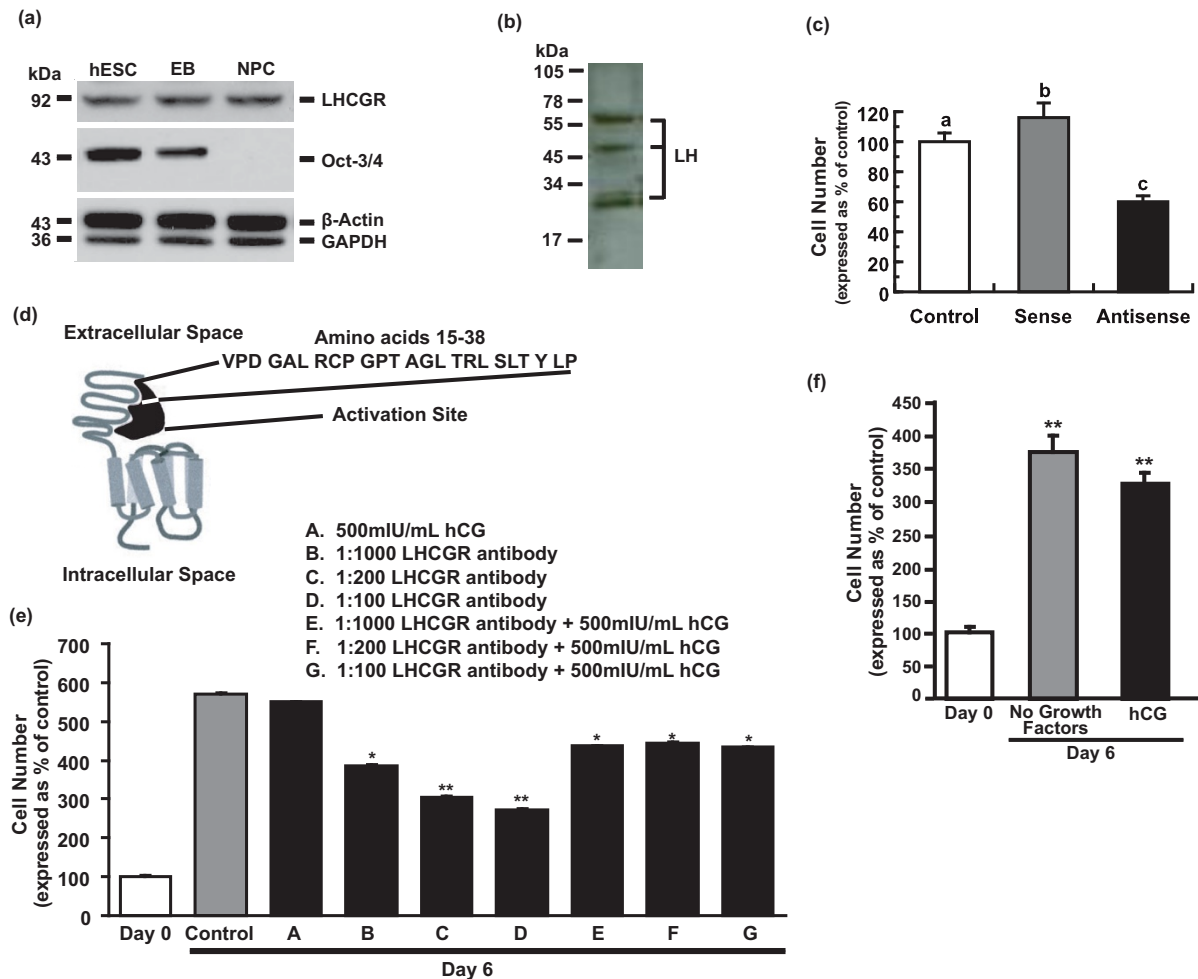 (a)
hESC EB NPC
kDa
92
LHCGR
43
Oct-3/4
43
β-Actin
36
GAPDH
(b)
kDa
105
78
55
45
34
17
LH
(c)
Cell Number
(expressed as % of control)
120
100
80
60
40
20
0
a
b
c
Control Sense Antisense
(d)
Extracellular Space
Amino acids 15-38
VPD GAL RCP GPT AGL TRL SLT Y LP
Activation Site
Intracellular Space
A. 500mIU/mL hCG
B. 1:1000 LHCGR antibody
C. 1:200 LHCGR antibody
D. 1:100 LHCGR antibody
E. 1:1000 LHCGR antibody + 500mIU/mL hCG
F. 1:200 LHCGR antibody + 500mIU/mL hCG
G. 1:100 LHCGR antibody + 500mIU/mL hCG
(e)
Cell Number
(expressed as % of control)
700
600
500
400
300
200
100
0
*
**
**
*
*
*
Day 0 Control A B C D E F G
Day 6
(f)
Cell Number
(expressed as % of control)
450
400
350
300
250
200
150
100
50
0
**
**
Day 0
No Growth
Factors
hCG
Day 6